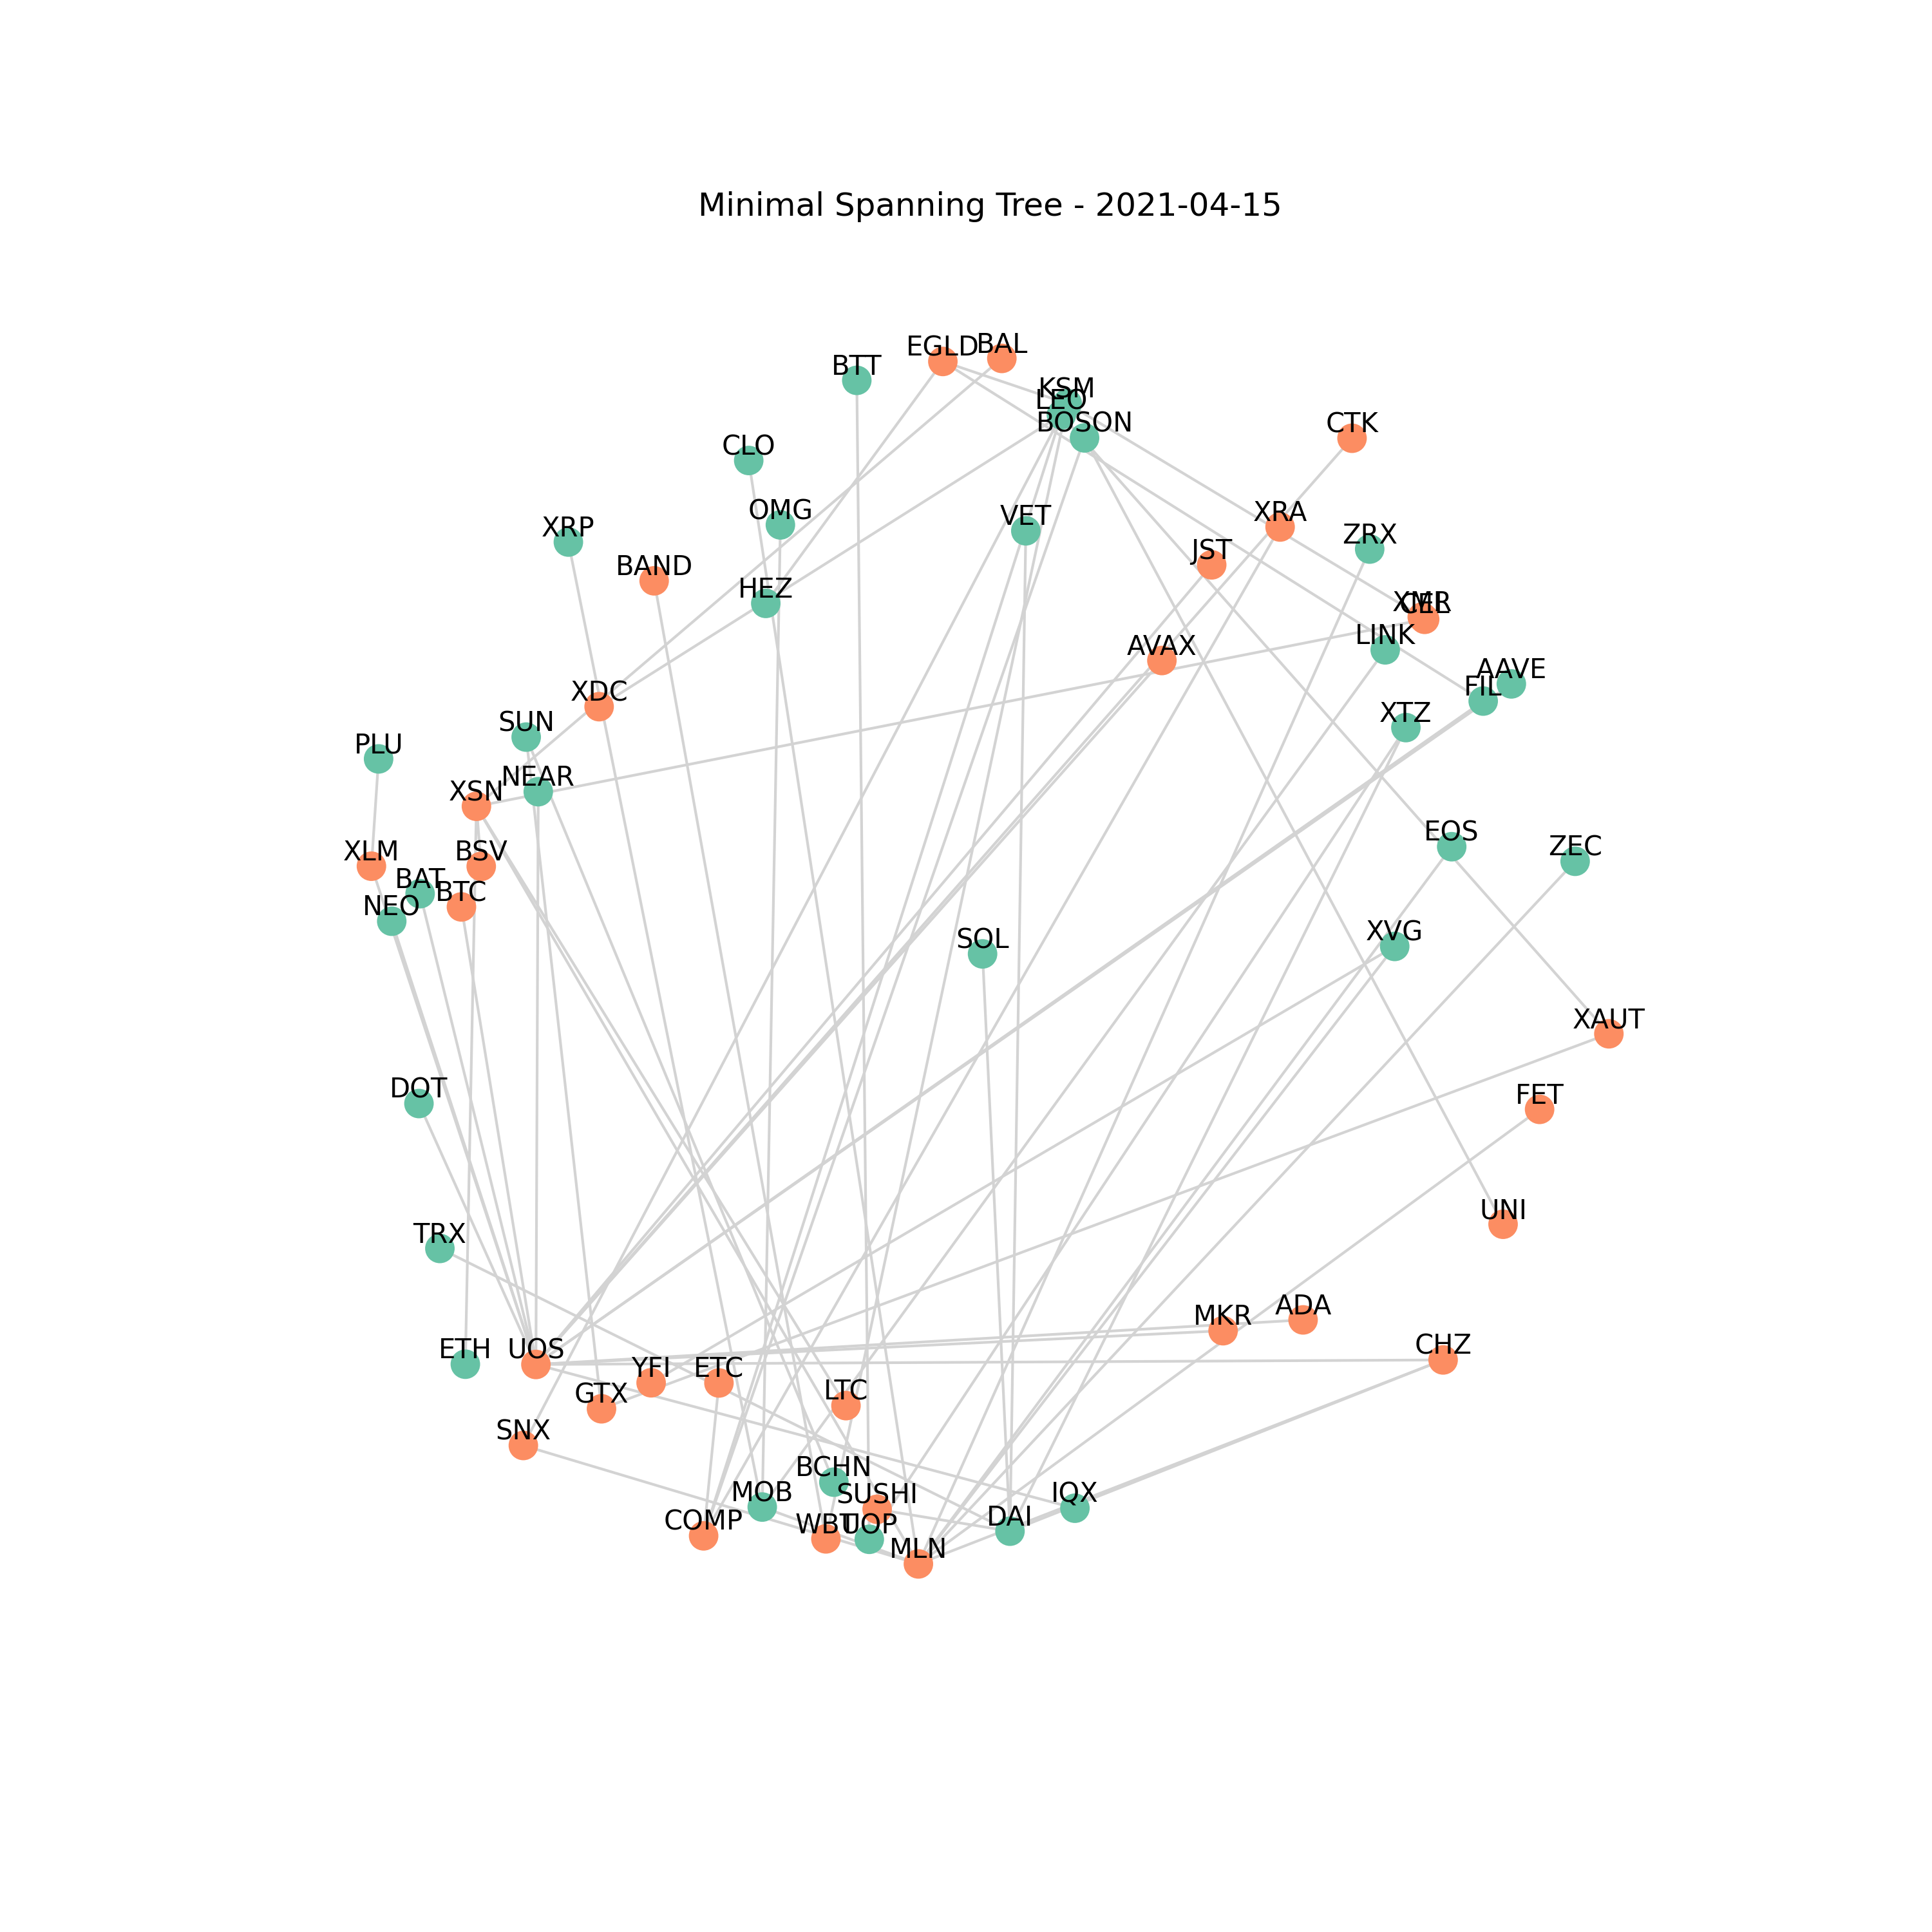 Minimal Spanning Tree - 2021-04-15
EGLD
BAL
BTT
KSM
LEO
BOSON
CTK
CLO
OMG
VET
XRA
XRP
JST
ZRX
BAND
HEZ
XMR
CEL
LINK
AVAX
AAVE
FIL
XDC
XTZ
SUN
PLU
NEAR
XSN
EOS
ZEC
XLM
BSV
BAT
BTC
NEO
XVG
SOL
XAUT
DOT
FET
UNI
TRX
MKR
ADA
CHZ
ETH
UOS
YFI
ETC
GTX
LTC
SNX
BCHN
MOB
SUSHI
IQX
COMP
WBT
UOP
DAI
MLN